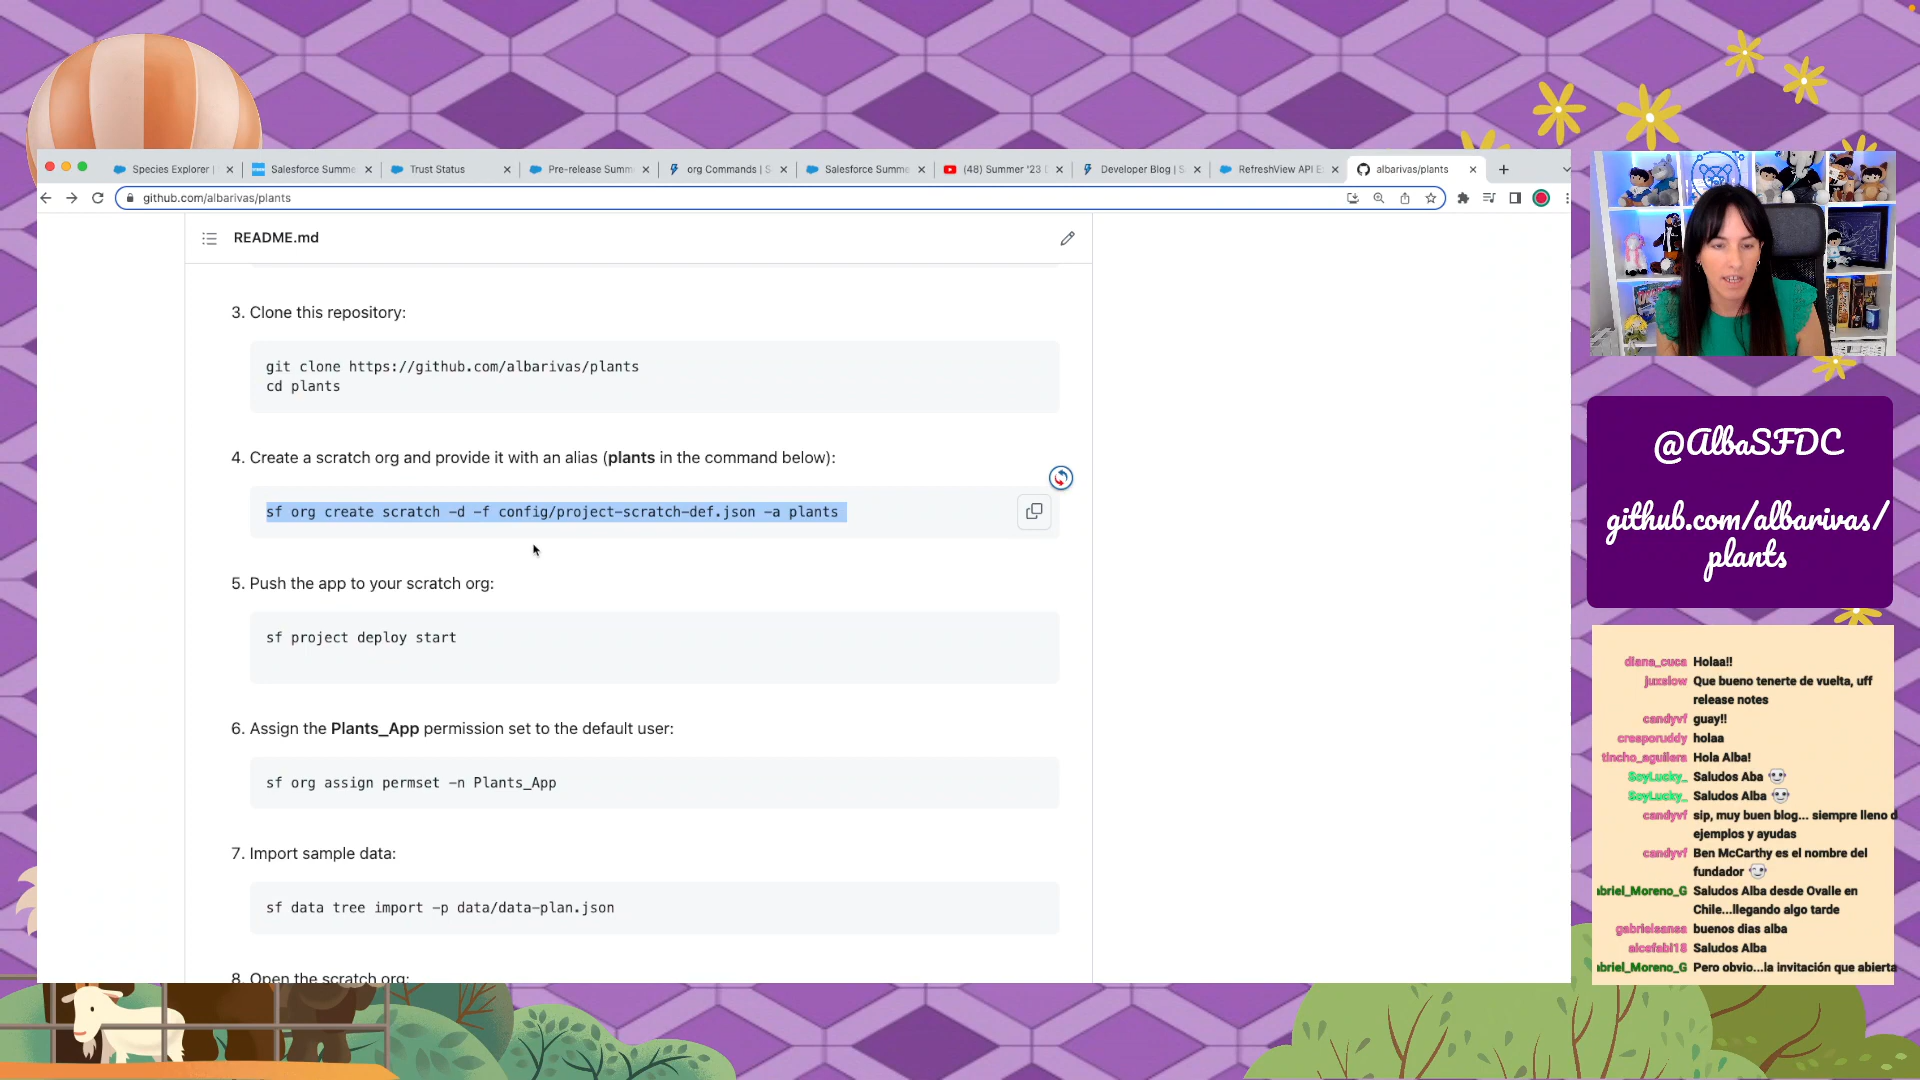 Species Explorer |
Salesforce Summe
Trust Status
Pre-release Summ
org Commands | S
Salesforce Summe
(48) Summer '23
Developer Blog | S
RefreshView API E
albarivas/plants
github.com/albarivas/plants
README.md
3. Clone this repository:
git clone https://github.com/albarivas/plants
cd plants
4. Create a scratch org and provide it with an alias (plants in the command below):
sf org create scratch -d -f config/project-scratch-def.json -a plants
5. Push the app to your scratch org:
sf project deploy start
6. Assign the Plants_App permission set to the default user:
sf org assign permset -n Plants_App
7. Import sample data:
sf data tree import -p data/data-plan.json
8. Open the scratch org:
@AlbaSFDC
github.com/albarivas/
plants
diana_cuca Holaa!!
juxslow Que bueno tenerte de vuelta, uff
release notes
candyvf guay!!
cresporuddy holaa
tincho_aguilera Hola Alba!
SoyLucky_ Saludos Aba
SoyLucky_ Saludos Alba
candyvf sip, muy buen blog... siempre lleno d
ejemplos y ayudas
candyvf Ben McCarthy es el nombre del
fundador
abriel_Moreno_G Saludos Alba desde Ovalle en
Chile...llegando algo tarde
gabrielsansa buenos dias alba
alcefabi18 Saludos Alba
abriel_Moreno_G Pero obvio...la invitación que abierta